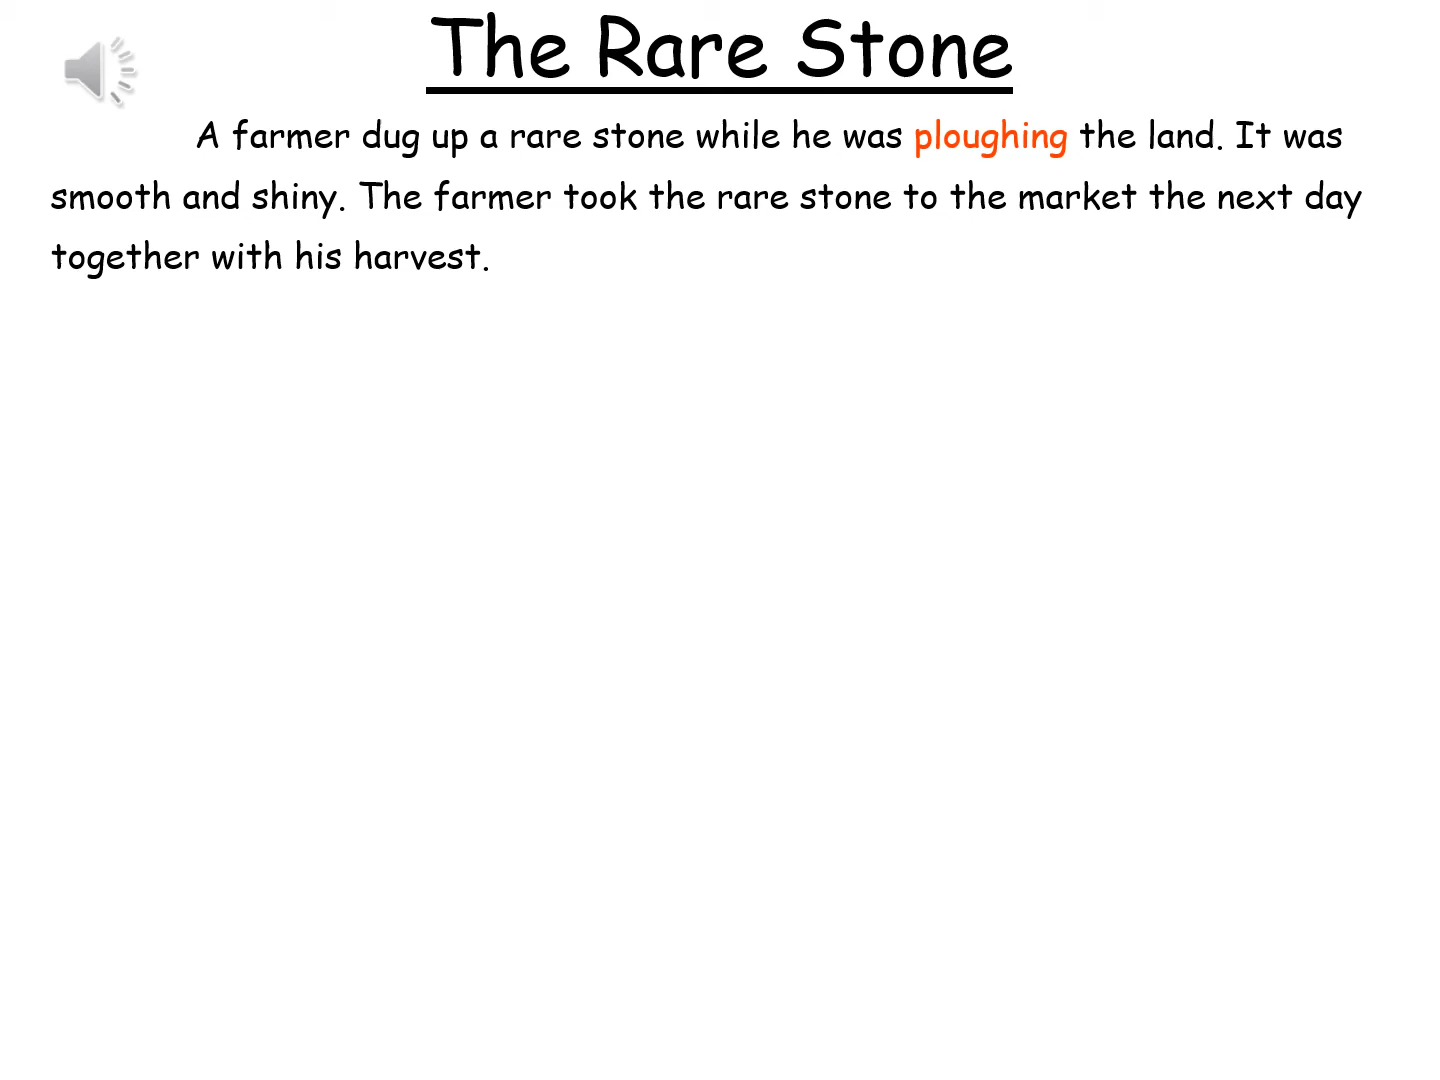 The Rare Stone
A farmer dug up a rare stone while he was ploughing the land. It was
smooth and shiny. The farmer took the rare stone to the market the next day
together with his harvest.